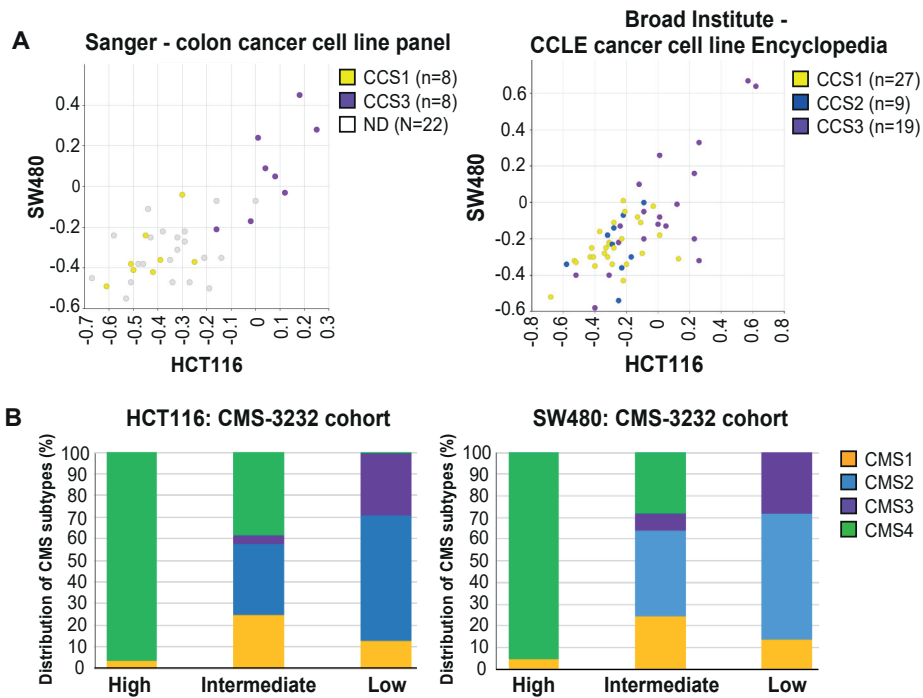 A
Sanger - colon cancer cell line panel
CCS1 (n=8)
CCS3 (n=8)
ND (N=22)
SW480
0.4
0.2
0
-0.2
-0.4
-0.6
-0.7
-0.6
-0.5
-0.4
-0.3
-0.2
-0.1
0
0.1
0.2
0.3
HCT116
Broad Institute -
CCLE cancer cell line Encyclopedia
CCS1 (n=27)
CCS2 (n=9)
CCS3 (n=19)
SW480
0.6
0.4
0.2
0
-0.2
-0.4
-0.6
-0.8
-0.6
-0.4
-0.2
0
0.2
0.4
0.6
0.8
HCT116
B
HCT116: CMS-3232 cohort
Distribution of CMS subtypes (%)
100
90
80
70
60
50
40
30
20
10
0
High
Intermediate
Low
SW480: CMS-3232 cohort
Distribution of CMS subtypes (%)
100
90
80
70
60
50
40
30
20
10
0
High
Intermediate
Low
CMS1
CMS2
CMS3
CMS4